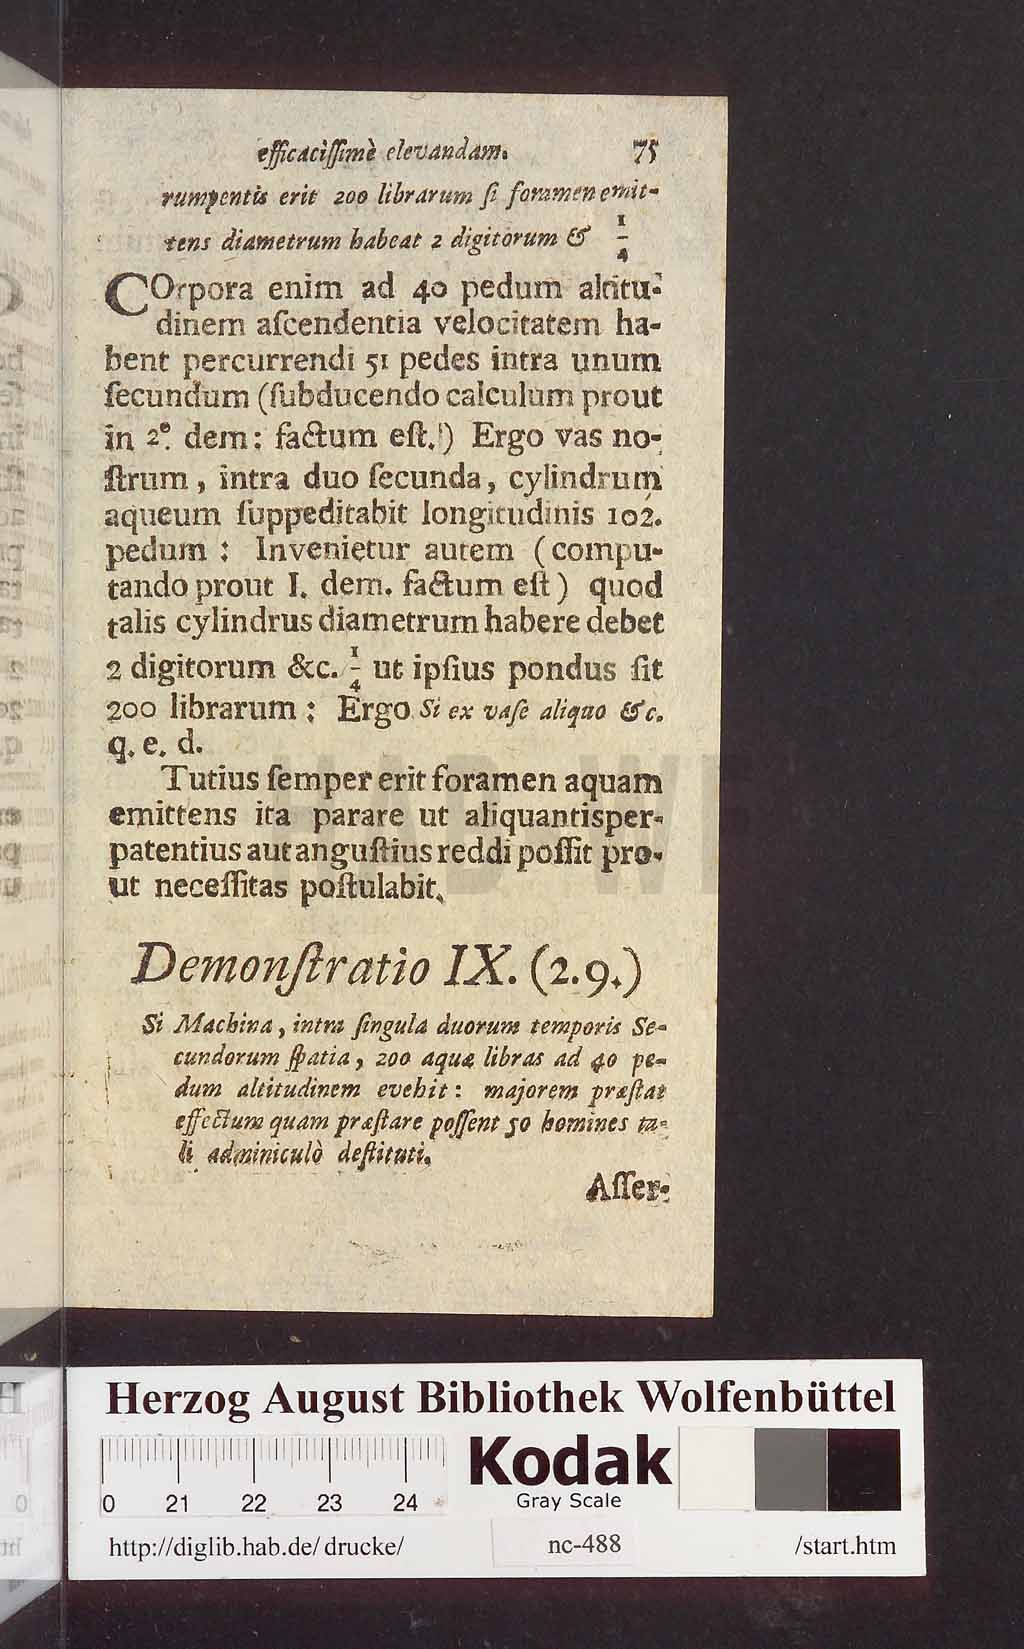 efficaciſſimè elevandam. 75
rumpentis erit 200 librarum ſi foramen emit-
tens diametrum habeat 2 digitorum & 1/4
COrpora enim ad 40 pedum altitu-
dinem aſcendentia velocitatem ha-
bent percurrendi 51 pedes intra unum
ſecundum (ſubducendo calculum prout
in 2ᵉ. dem: factum eſt.) Ergo vas no-
ſtrum, intra duo ſecunda, cylindrum
aqueum ſuppeditabit longitudinis 102.
pedum : Invenietur autem (compu-
tando prout I. dem. factum eſt) quod
talis cylindrus diametrum habere debet
2 digitorum &c. 1/4 ut ipſius pondus ſit
200 librarum : Ergo Si ex vaſe aliquo &c.
q. e. d.
Tutius ſemper erit foramen aquam
emittens ita parare ut aliquantisper-
patentius aut anguſtius reddi poſſit pro-
ut neceſſitas poſtulabit.
Demonſtratio IX. (2.9.)
Si Machina, intra ſingula duorum temporis Se-
cundorum ſpatia, 200 aquæ libras ad 40 pe-
dum altitudinem evehit : majorem præſtat
effectum quam præſtare poſſent 50 homines ta-
li adminiculò deſtituti.
Aſſer-
HAB WF
Herzog August Bibliothek Wolfenbüttel
0 21 22 23 24
Kodak
Gray Scale
http://diglib.hab.de/drucke/ nc-488 /start.htm